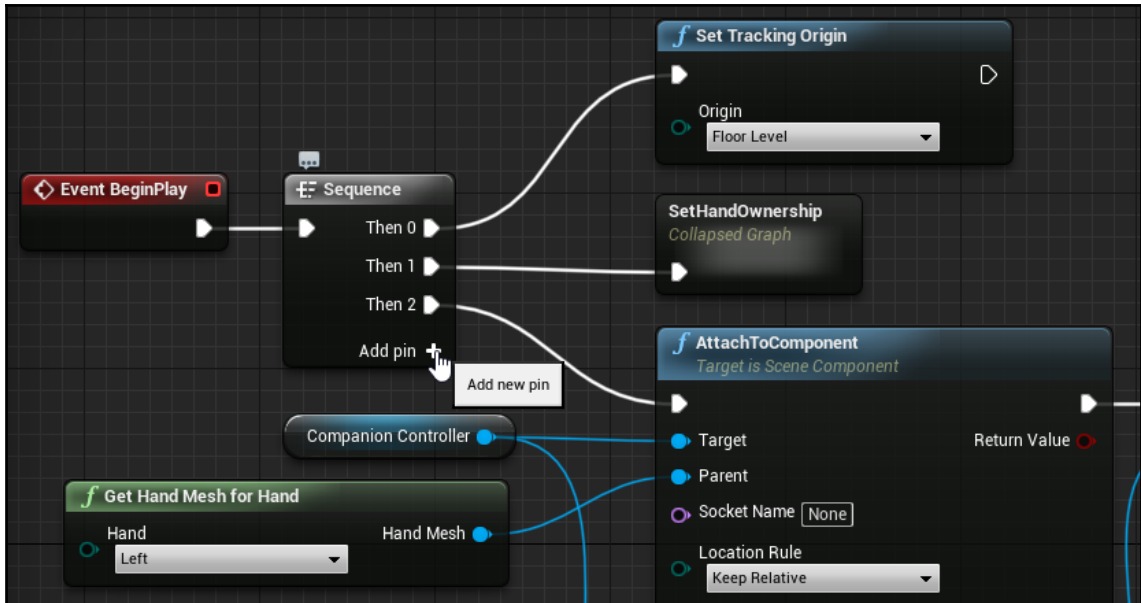 Set Tracking Origin
Origin
Floor Level
Event BeginPlay
Sequence
Then 0
Then 1
Then 2
Add pin
Add new pin
SetHandOwnership
Collapsed Graph
AttachToComponent
Target is Scene Component
Companion Controller
Target
Return Value
Parent
Socket Name None
Location Rule
Keep Relative
Get Hand Mesh for Hand
Hand
Hand Mesh
Left